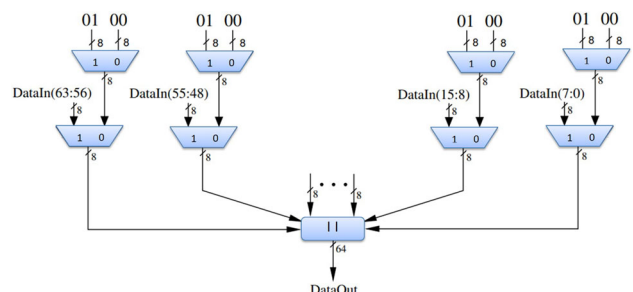 01 00 01 00 01 00 01 00
8 8 8 8 8 8 8 8
1 0 1 0 1 0 1 0
8 8 8 8
DataIn(63:56) DataIn(55:48) DataIn(15:8) DataIn(7:0)
8 8 8 8
1 0 1 0 1 0 1 0
8 8 8 8
8 8
||
64
DataOut